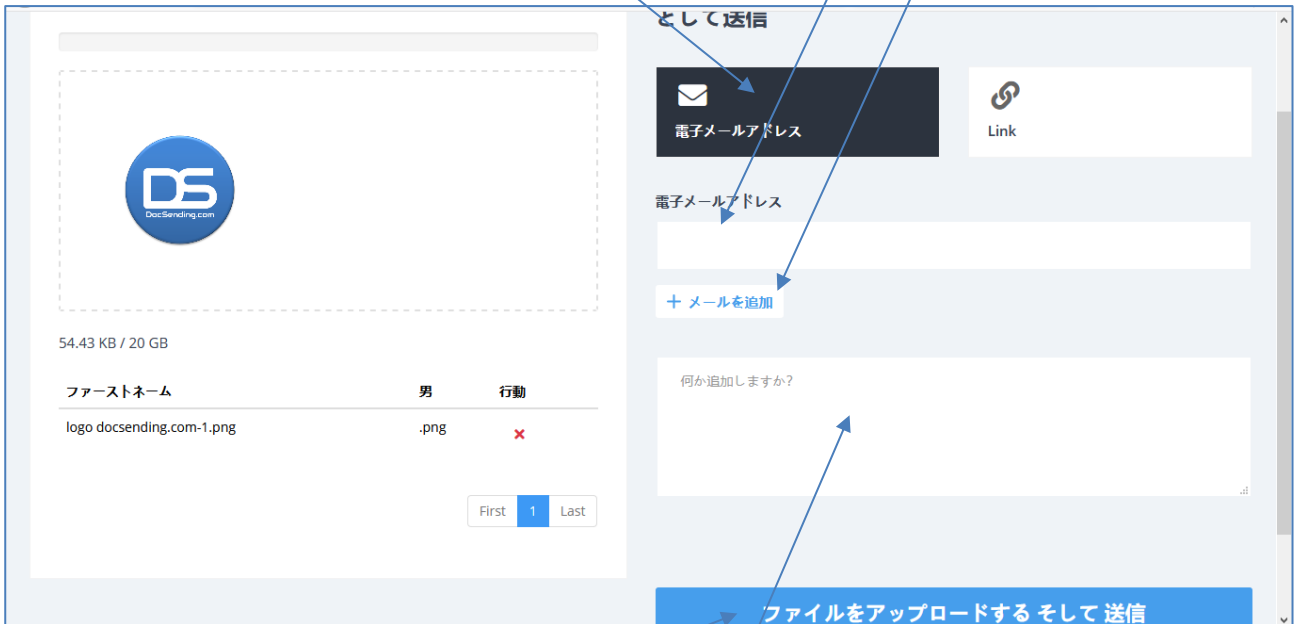 として送信
電子メールアドレス
Link
DS
DocSending.com
電子メールアドレス
+ メールを追加
54.43 KB / 20 GB
何か追加しますか?
ファーストネーム 男 行動
logo docsending.com-1.png .png ×
First 1 Last
ファイルをアップロードする そして 送信